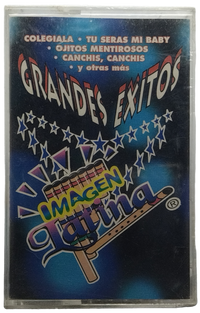 COLEGIALA • TU SERAS MI BABY
• OJITOS MENTIROSOS
• CANCHIS, CANCHIS
• y otras más
GRANDES EXITOS
IMAGEN
Latina ®